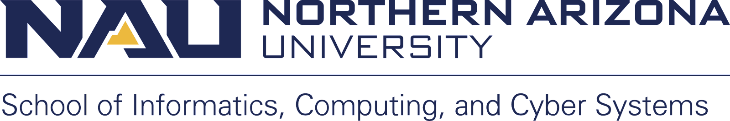 NAU NORTHERN ARIZONA
UNIVERSITY
School of Informatics, Computing, and Cyber Systems